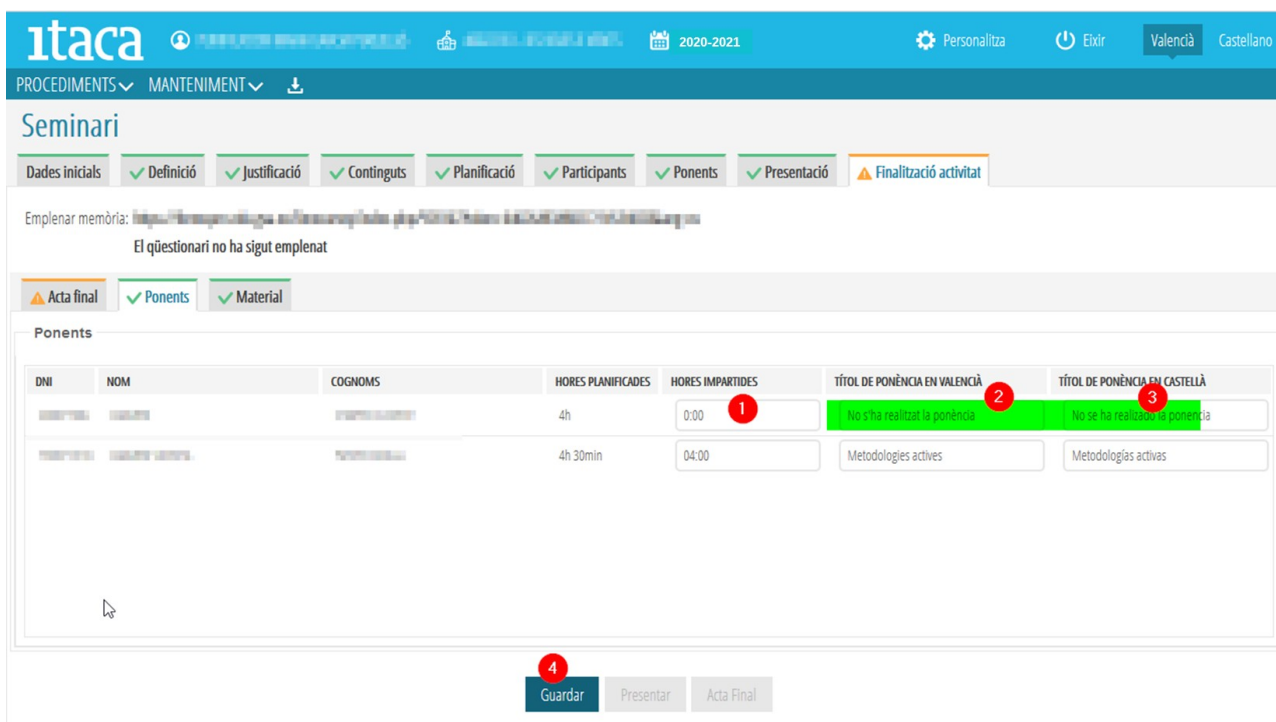 ıtaca 2020-2021 Personalitza Eixir Valencià Castellano
PROCEDIMENTS MANTENIMENT
Seminari
Dades inicials Definició Justificació Continguts Planificació Participants Ponents Presentació Finalització activitat
Emplenar memòria:
El qüestionari no ha sigut emplenat
Acta final Ponents Material
Ponents
DNI NOM COGNOMS HORES PLANIFICADES HORES IMPARTIDES TÍTOL DE PONÈNCIA EN VALENCIÀ TÍTOL DE PONÈNCIA EN CASTELLÀ
4h 0:00 1 No s'ha realitzat la ponència 2 No se ha realizado la ponencia 3
4h 30min 04:00 Metodologies actives Metodologías activas
4
Guardar Presentar Acta Final